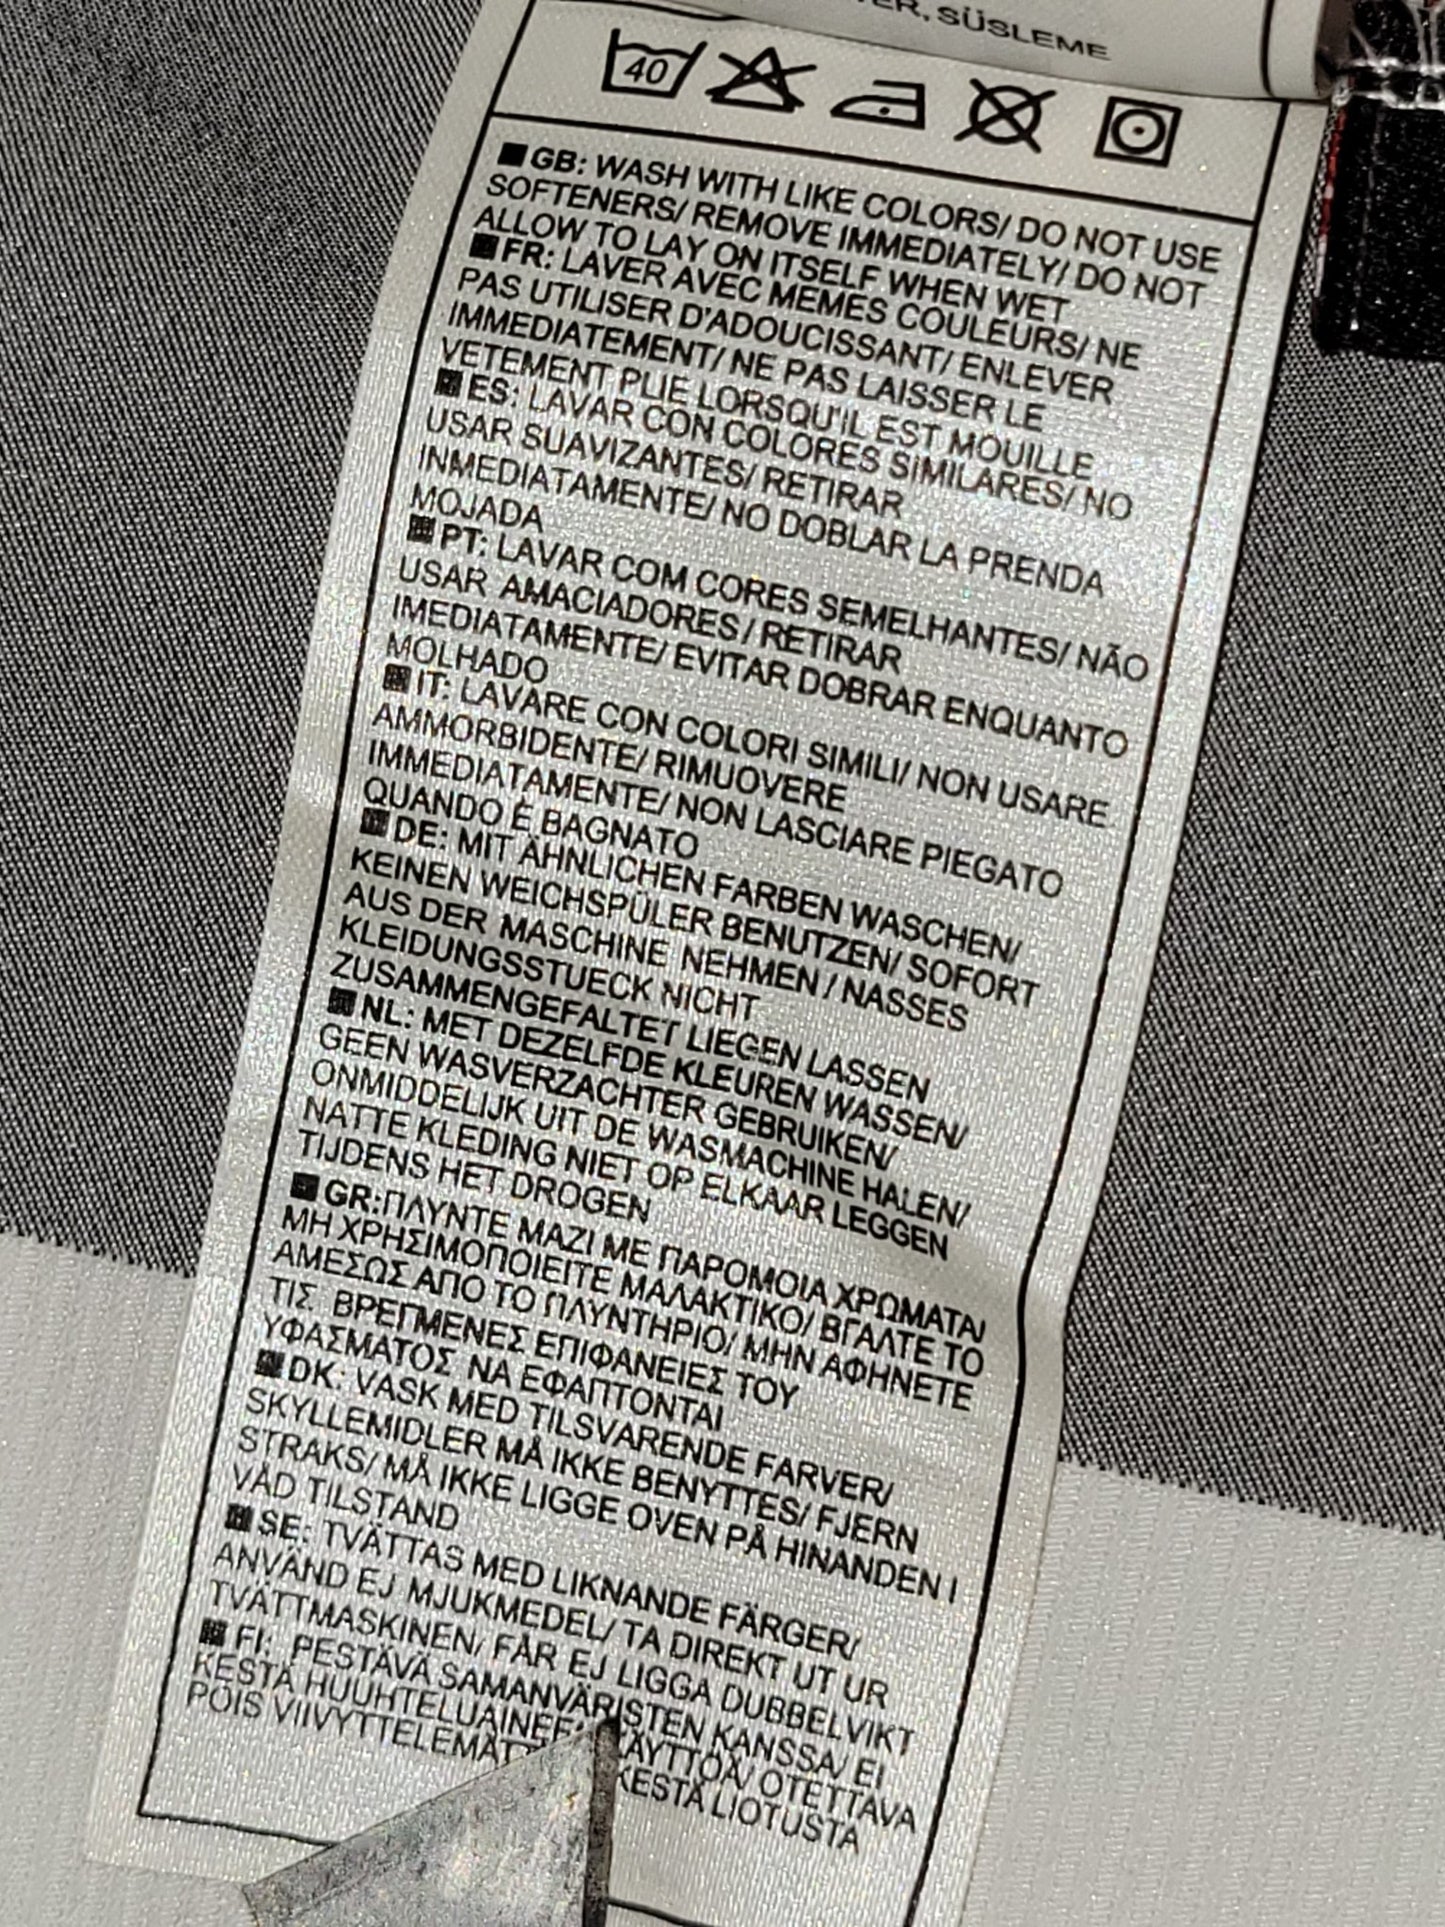 SÜSLEME
40
GB: WASH WITH LIKE COLORS/ DO NOT USE
SOFTENERS/ REMOVE IMMEDIATELY/ DO NOT
ALLOW TO LAY ON ITSELF WHEN WET
FR: LAVER AVEC MEMES COULEURS/ NE
PAS UTILISER D'ADOUCISSANT/ ENLEVER
IMMEDIATEMENT/ NE PAS LAISSER LE
VETEMENT PLIE LORSQU'IL EST MOUILLE
ES: LAVAR CON COLORES SIMILARES/ NO
USAR SUAVIZANTES/ RETIRAR
INMEDIATAMENTE/ NO DOBLAR LA PRENDA
MOJADA
PT: LAVAR COM CORES SEMELHANTES/ NÃO
USAR AMACIADORES/ RETIRAR
IMEDIATAMENTE/ EVITAR DOBRAR ENQUANTO
MOLHADO
IT: LAVARE CON COLORI SIMILI/ NON USARE
AMMORBIDENTE/ RIMUOVERE
IMMEDIATAMENTE/ NON LASCIARE PIEGATO
QUANDO È BAGNATO
DE: MIT ÄHNLICHEN FARBEN WASCHEN/
KEINEN WEICHSPÜLER BENUTZEN/ SOFORT
AUS DER MASCHINE NEHMEN / NASSES
KLEIDUNGSSTUECK NICHT
ZUSAMMENGEFALTET LIEGEN LASSEN
NL: MET DEZELFDE KLEUREN WASSEN/
GEEN WASVERZACHTER GEBRUIKEN/
ONMIDDELIJK UIT DE WASMACHINE HALEN/
NATTE KLEDING NIET OP ELKAAR LEGGEN
TIJDENS HET DROGEN
GR:ΠΛΥΝΤΕ ΜΑΖΙ ΜΕ ΠΑΡΟΜΟΙΑ ΧΡΩΜΑΤΑ/
ΜΗ ΧΡΗΣΙΜΟΠΟΙΕΙΤΕ ΜΑΛΑΚΤΙΚΟ/ ΒΓΑΛΤΕ ΤΟ
ΑΜΕΣΩΣ ΑΠΟ ΤΟ ΠΛΥΝΤΗΡΙΟ/ ΜΗΝ ΑΦΗΝΕΤΕ
ΤΙΣ ΒΡΕΓΜΕΝΕΣ ΕΠΙΦΑΝΕΙΕΣ ΤΟΥ
ΥΦΑΣΜΑΤΟΣ ΝΑ ΕΦΑΠΤΟΝΤΑΙ
DK: VASK MED TILSVARENDE FARVER/
SKYLLEMIDLER MÅ IKKE BENYTTES/ FJERN
STRAKS/ MÅ IKKE LIGGE OVEN PÅ HINANDEN I
VÅD TILSTAND
SE: TVÄTTAS MED LIKNANDE FÄRGER/
ANVÄND EJ MJUKMEDEL/ TA DIREKT UT UR
TVÄTTMASKINEN/ FÅR EJ LIGGA DUBBELVIKT
FI: PESTÄVÄ SAMANVÄRISTEN KANSSA/ EI
KESTÄ HUUHTELUAINEEN KÄYTTÖÄ/ OTETTAVA
POIS VIIVYTTELEMÄTTÄ KESTÄ LIOTUSTA